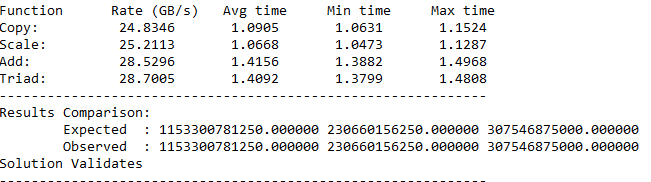 Function Rate (GB/s) Avg time Min time Max time
Copy: 24.8346 1.0905 1.0631 1.1524
Scale: 25.2113 1.0668 1.0473 1.1287
Add: 28.5296 1.4156 1.3882 1.4968
Triad: 28.7005 1.4092 1.3799 1.4808
-------------------------------------------------------------
Results Comparison:
Expected : 1153300781250.000000 230660156250.000000 307546875000.000000
Observed : 1153300781250.000000 230660156250.000000 307546875000.000000
Solution Validates
-------------------------------------------------------------